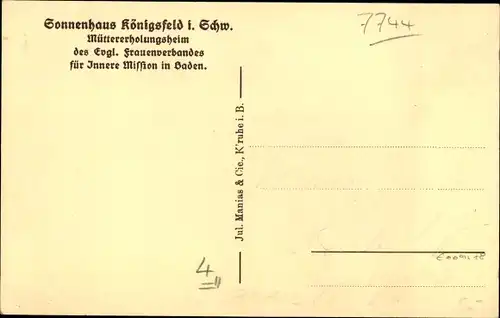 Sonnenhaus Königsfeld i. Schw.
Müttererholungsheim
des Evgl. Frauenverbandes
für Innere Mission in Baden.
7744
Jul. Manias & Cie., K'ruhe i. B.
4